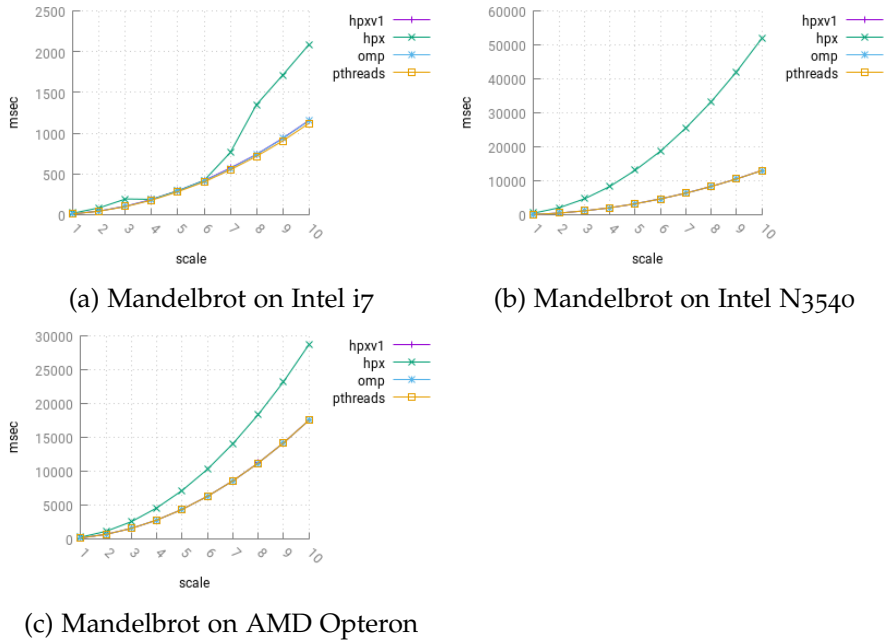 2500
2000
1500
1000
500
0
msec
1 2 3 4 5 6 7 8 9 10
scale
hpxv1
hpx
omp
pthreads
(a) Mandelbrot on Intel i7
60000
50000
40000
30000
20000
10000
0
msec
1 2 3 4 5 6 7 8 9 10
scale
hpxv1
hpx
omp
pthreads
(b) Mandelbrot on Intel N3540
30000
25000
20000
15000
10000
5000
0
msec
1 2 3 4 5 6 7 8 9 10
scale
hpxv1
hpx
omp
pthreads
(c) Mandelbrot on AMD Opteron